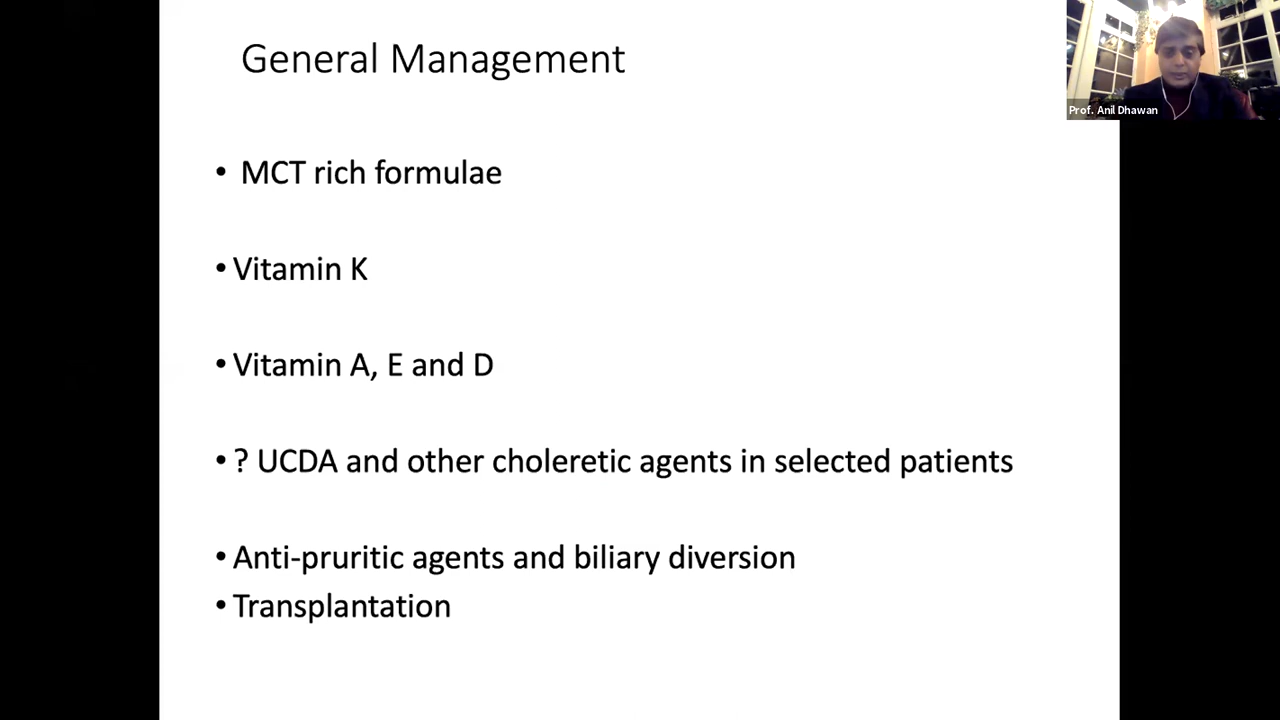 General Management
Prof. Anil Dhawan
• MCT rich formulae
• Vitamin K
• Vitamin A, E and D
• ? UCDA and other choleretic agents in selected patients
• Anti-pruritic agents and biliary diversion
• Transplantation